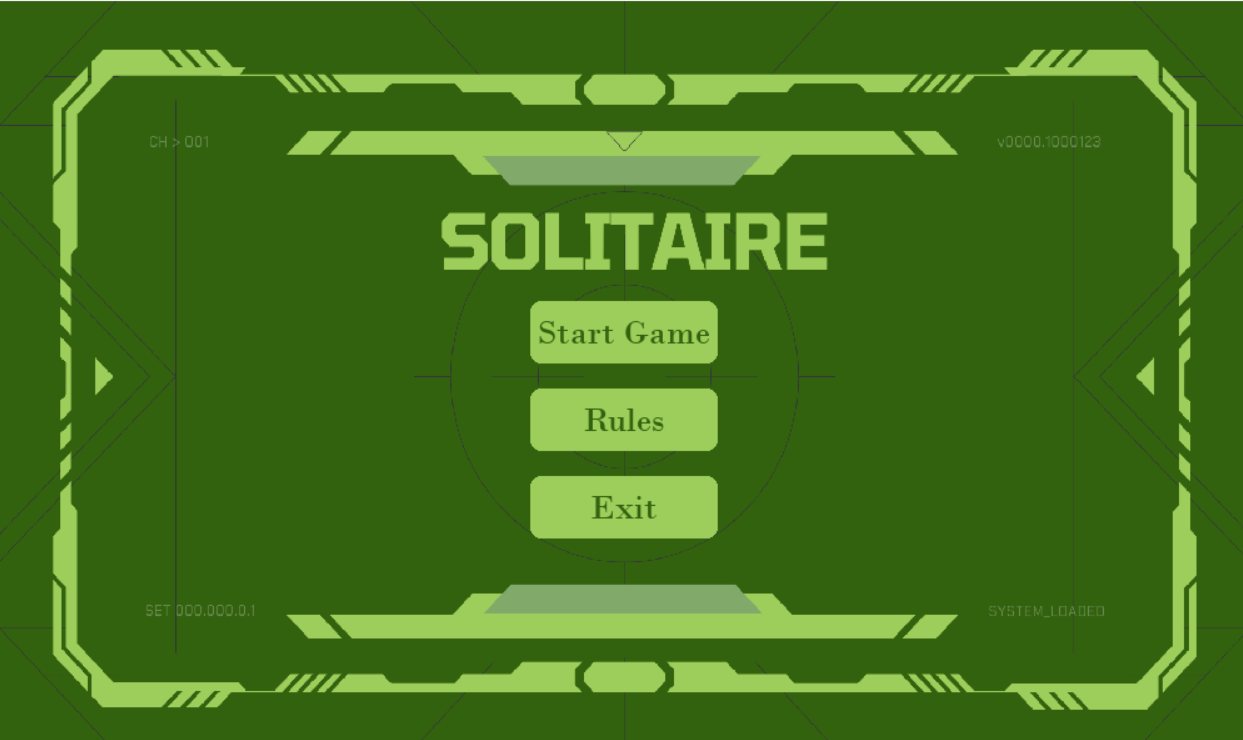 CH > 001
v0000.1000123
SOLITAIRE
Start Game
Rules
Exit
SET 000.000.0.1
SYSTEM_LOADED